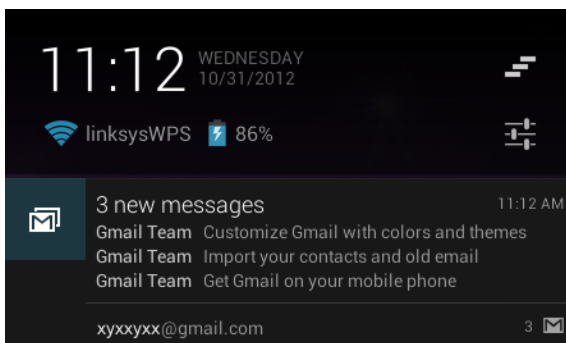 11:12 WEDNESDAY
10/31/2012
linksysWPS 86%
3 new messages 11:12 AM
Gmail Team Customize Gmail with colors and themes
Gmail Team Import your contacts and old email
Gmail Team Get Gmail on your mobile phone
xyxxyxx@gmail.com 3